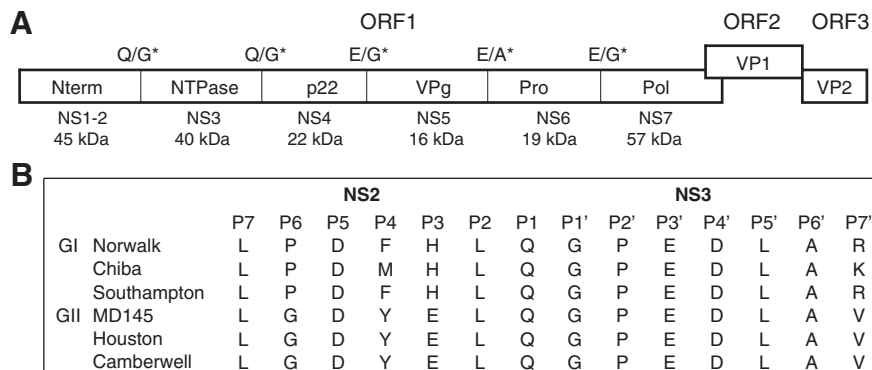 A ORF1 ORF2 ORF3
Q/G* Q/G* E/G* E/A* E/G* VP1
Nterm NTPase p22 VPg Pro Pol VP2
NS1-2 NS3 NS4 NS5 NS6 NS7
45 kDa 40 kDa 22 kDa 16 kDa 19 kDa 57 kDa
B
NS2 NS3
P7 P6 P5 P4 P3 P2 P1 P1' P2' P3' P4' P5' P6' P7'
GI Norwalk L P D F H L Q G P E D L A R
Chiba L P D M H L Q G P E D L A K
Southampton L P D F H L Q G P E D L A R
GII MD145 L G D Y E L Q G P E D L A V
Houston L G D Y E L Q G P E D L A V
Camberwell L G D Y E L Q G P E D L A V